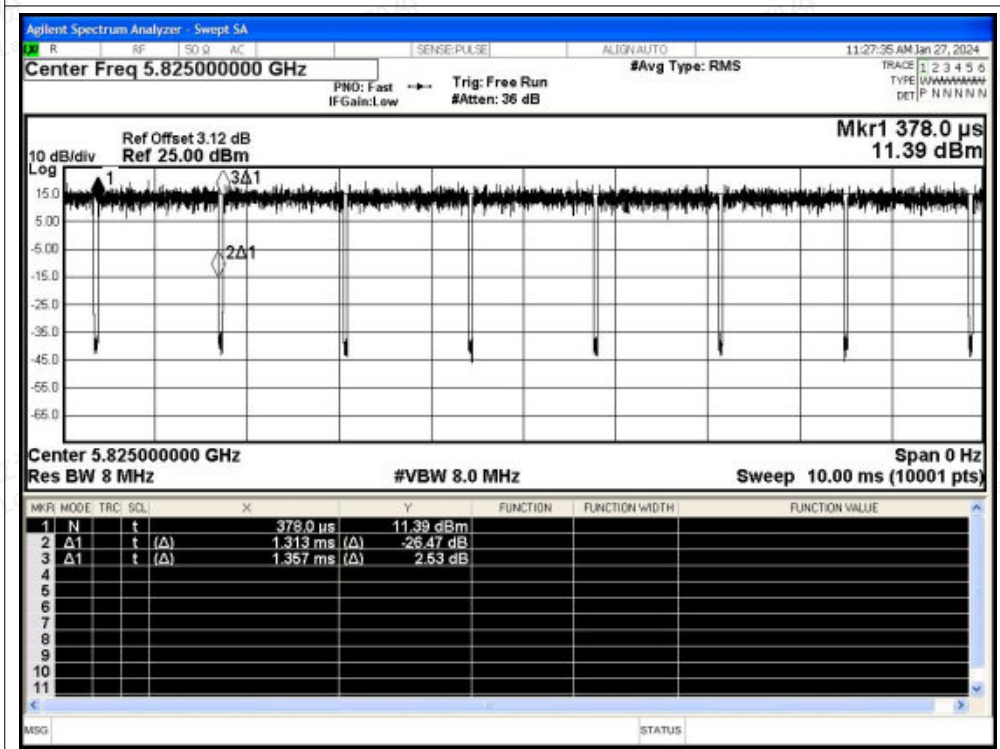 Agilent Spectrum Analyzer - Swept SA
R RF 50 Ω AC SENSE:PULSE ALIGN AUTO 11:27:35 AM Jan 27, 2024
Center Freq 5.825000000 GHz #Avg Type: RMS TRACE 1 2 3 4 5 6
PNO: Fast Trig: Free Run TYPE
IFGain:Low #Atten: 36 dB DET P N N N N N
Mkr1 378.0 µs
11.39 dBm
Ref Offset 3.12 dB
10 dB/div Ref 25.00 dBm
Log
1 3Δ1
15.0
5.00
2Δ1
-5.00
-15.0
-25.0
-35.0
-45.0
-55.0
-65.0
Center 5.825000000 GHz Span 0 Hz
Res BW 8 MHz #VBW 8.0 MHz Sweep 10.00 ms (10001 pts)
MKR MODE TRC SCL X Y FUNCTION FUNCTION WIDTH FUNCTION VALUE
1 N t 378.0 µs 11.39 dBm
2 Δ1 t (Δ) 1.313 ms (Δ) -26.47 dB
3 Δ1 t (Δ) 1.357 ms (Δ) 2.53 dB
4
5
6
7
8
9
10
11
MSG STATUS